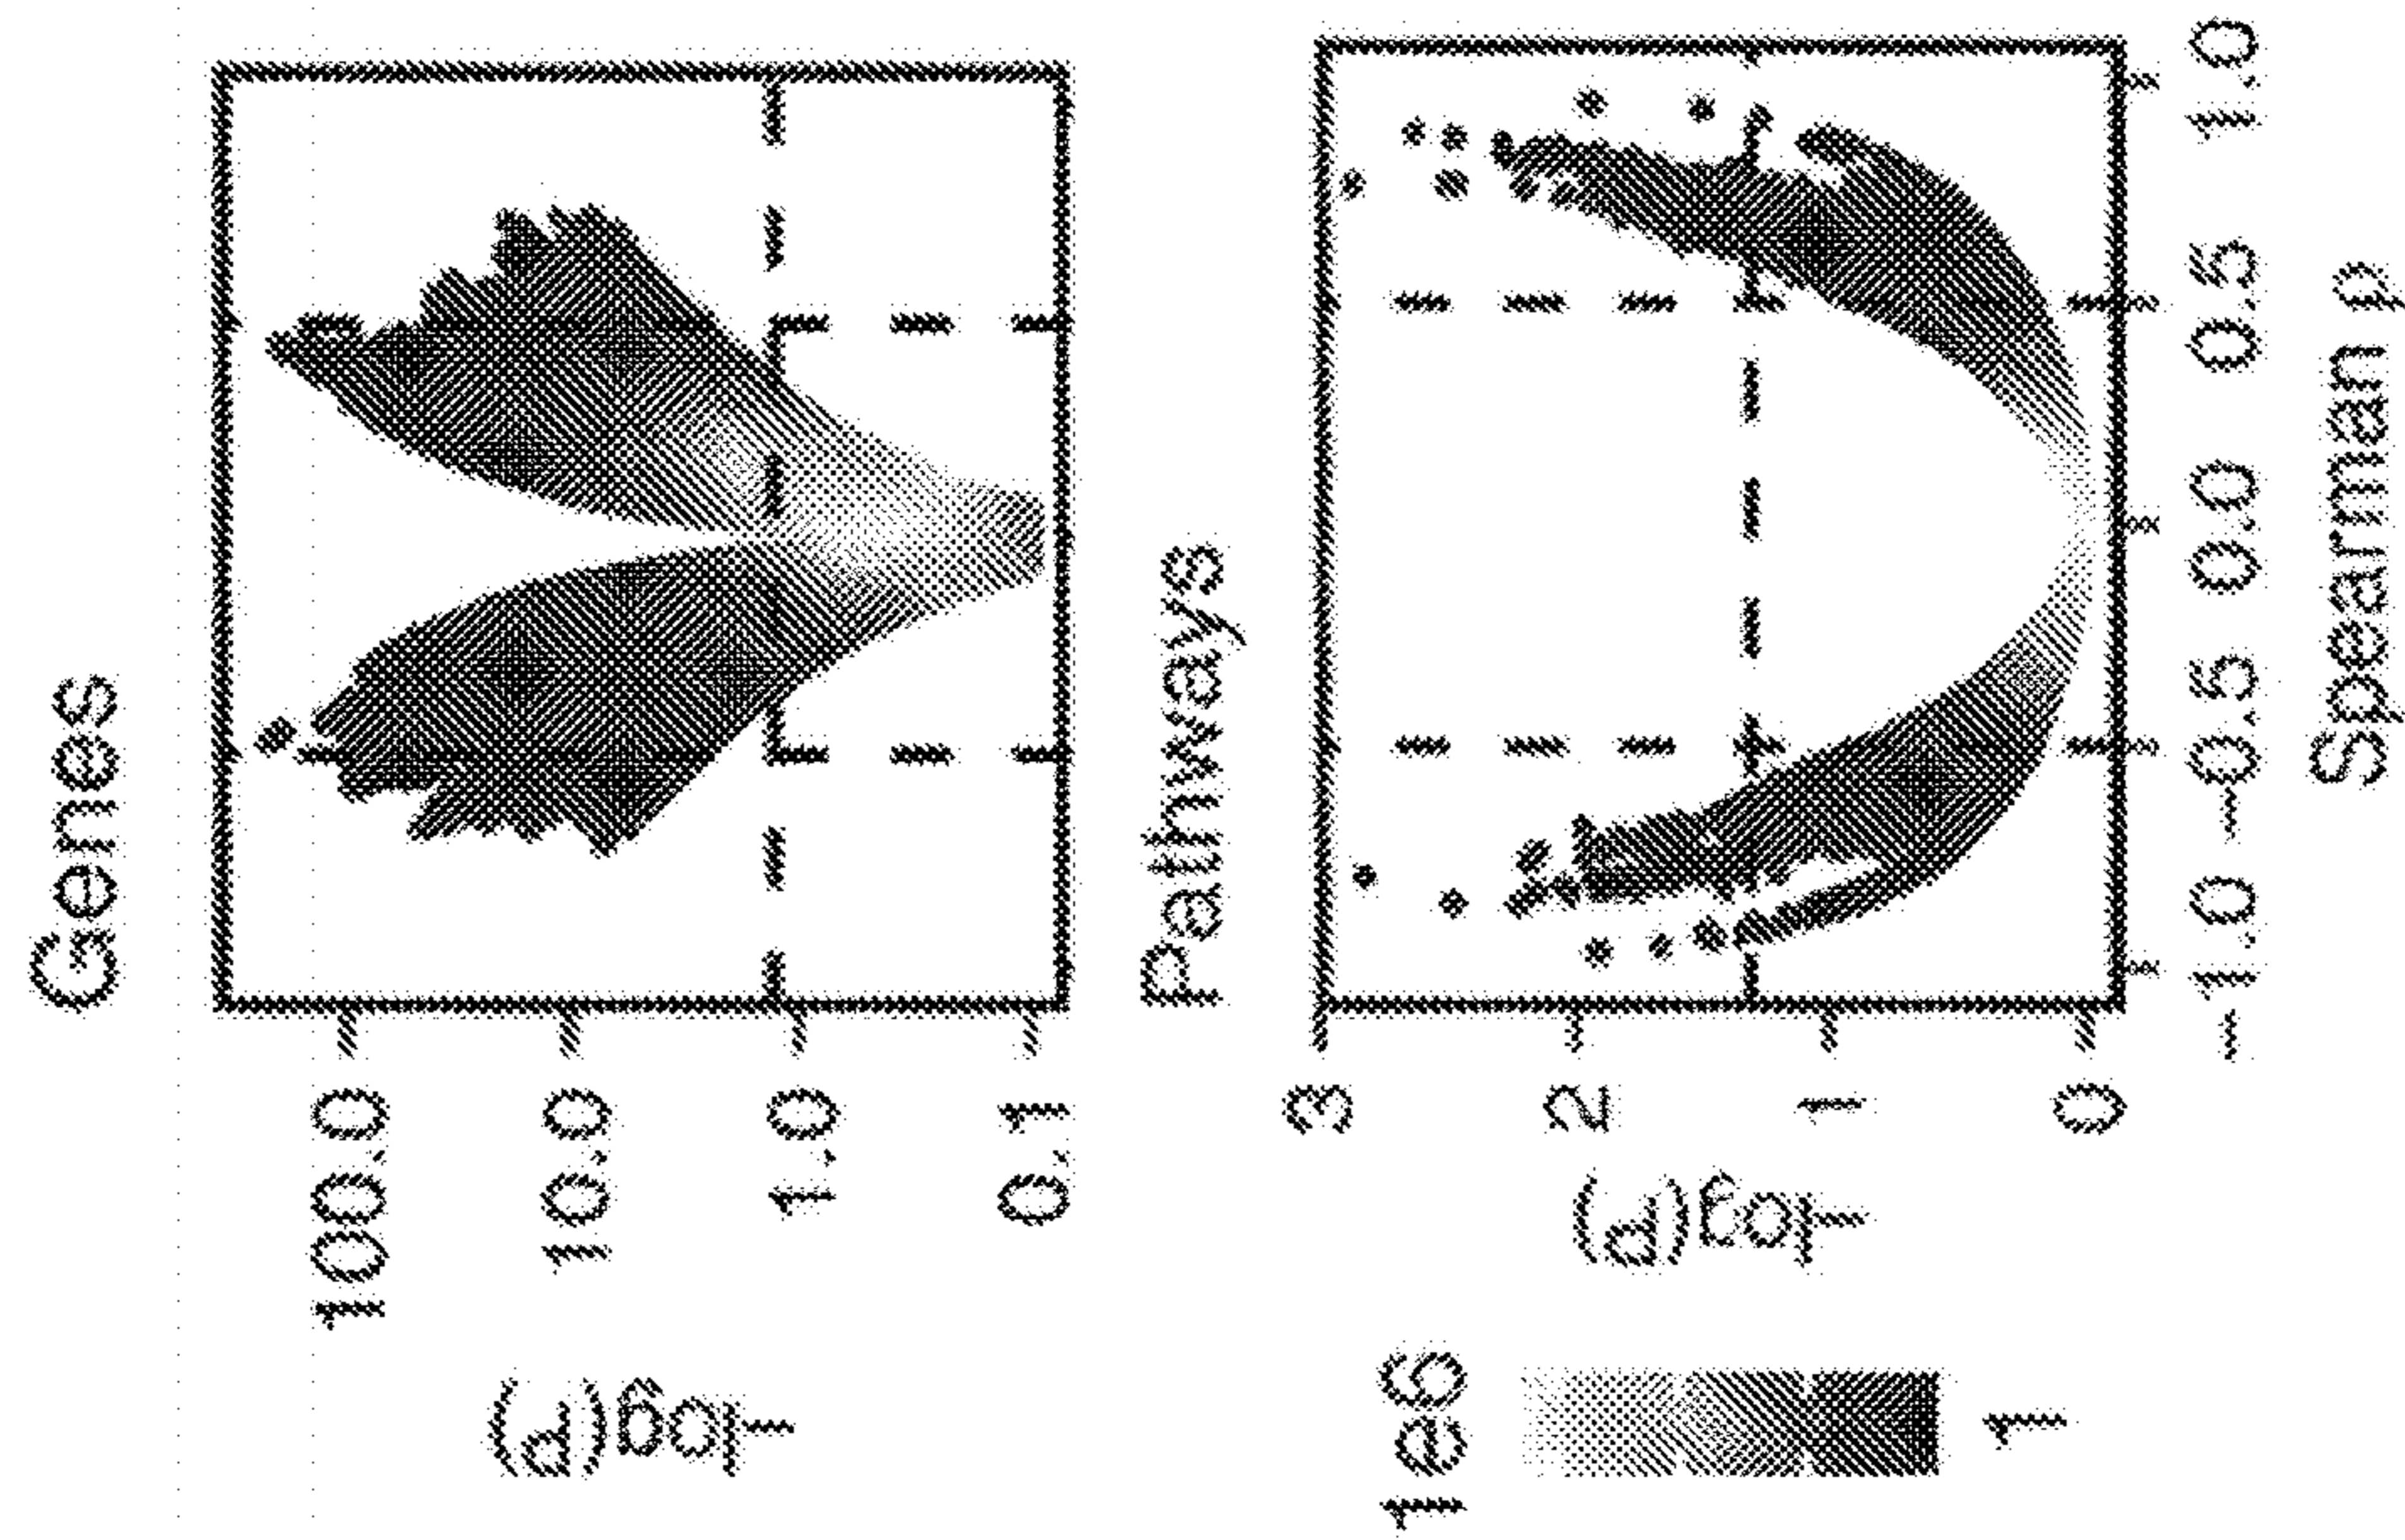 Genes
100.0
10.0
1.0
0.1
-log(p)
Pathways
3
2
1
0
-log(p)
1e6
1
-1.0 -0.5 0.0 0.5 1.0
Spearman ρ